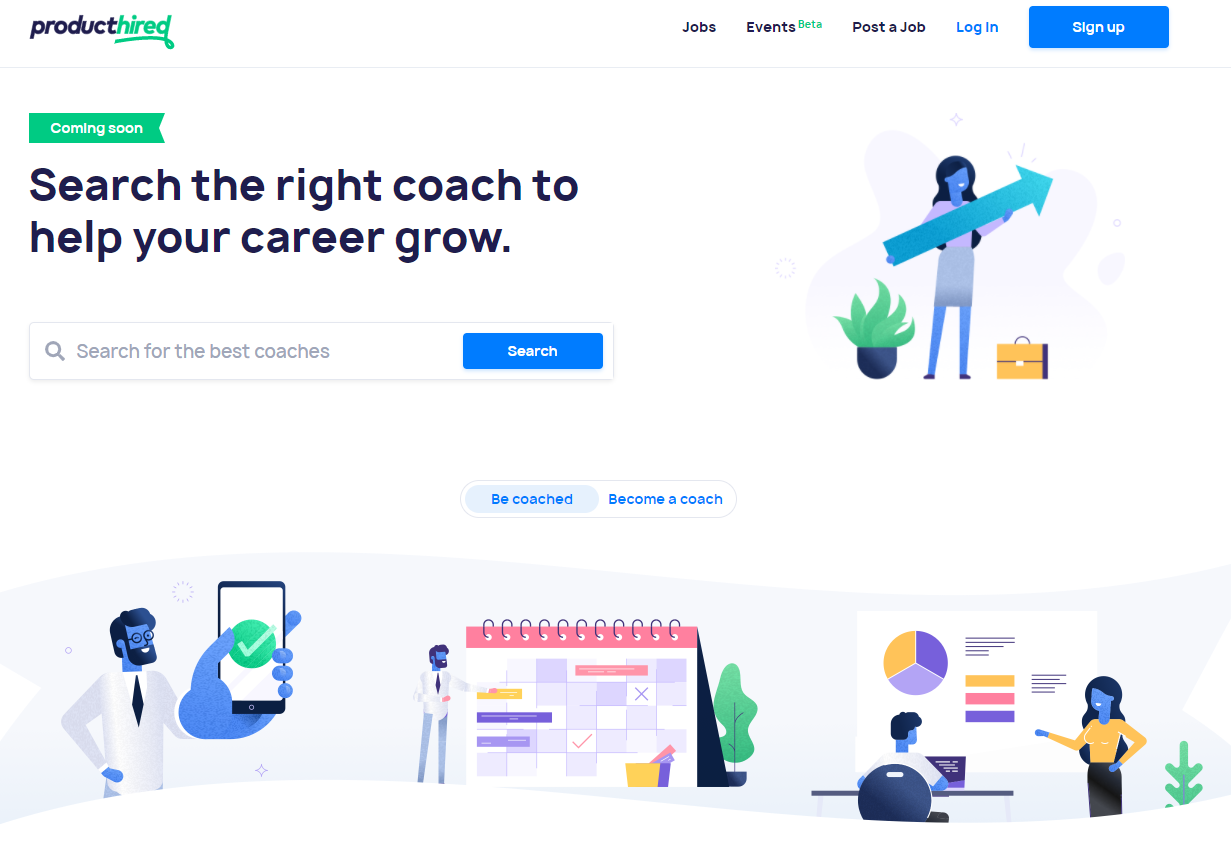 producthired
Jobs Events Beta Post a Job Log In Sign up
Coming soon
Search the right coach to
help your career grow.
Search for the best coaches Search
Be coached Become a coach